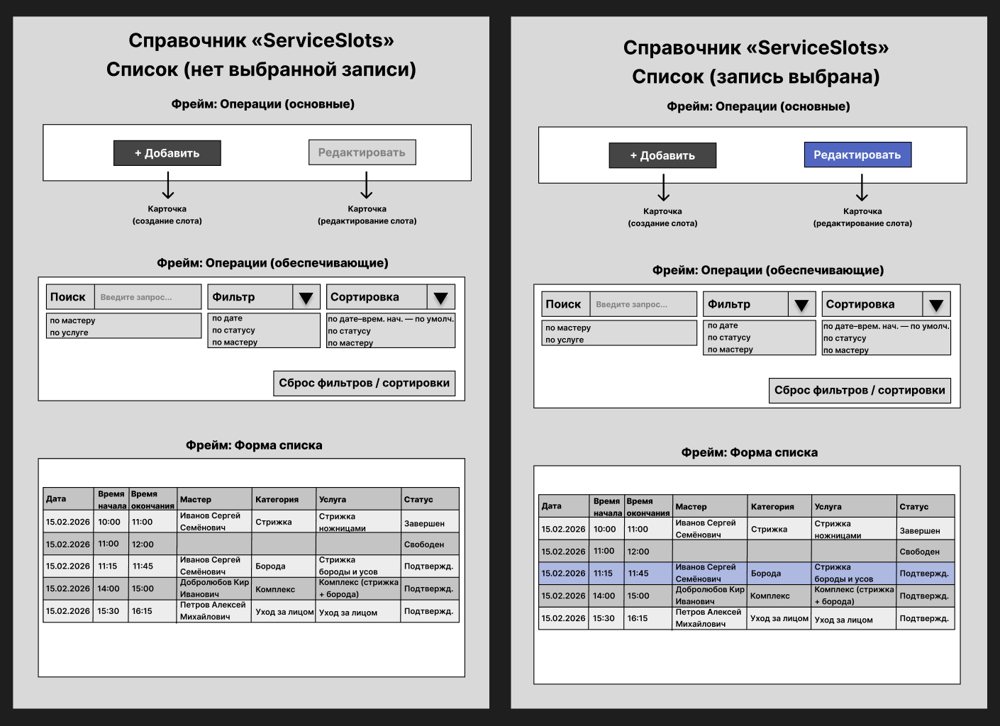 Справочник «ServiceSlots»
Список (нет выбранной записи)
Фрейм: Операции (основные)
+ Добавить
Редактировать
Карточка
(создание слота)
Карточка
(редактирование слота)
Фрейм: Операции (обеспечивающие)
Поиск Введите запрос...
по мастеру
по услуге
Фильтр
по дате
по статусу
по мастеру
Сортировка
по дате–врем. нач. — по умолч.
по статусу
по мастеру
Сброс фильтров / сортировки
Фрейм: Форма списка
Дата Время начала Время окончания Мастер Категория Услуга Статус
15.02.2026 10:00 11:00 Иванов Сергей Семёнович Стрижка Стрижка ножницами Завершен
15.02.2026 11:00 12:00 Свободен
15.02.2026 11:15 11:45 Иванов Сергей Семёнович Борода Стрижка бороды и усов Подтвержд.
15.02.2026 14:00 15:00 Добролюбов Кир Иванович Комплекс Комплекс (стрижка + борода) Подтвержд.
15.02.2026 15:30 16:15 Петров Алексей Михайлович Уход за лицом Уход за лицом Подтвержд.
Справочник «ServiceSlots»
Список (запись выбрана)
Фрейм: Операции (основные)
+ Добавить
Редактировать
Карточка
(создание слота)
Карточка
(редактирование слота)
Фрейм: Операции (обеспечивающие)
Поиск Введите запрос...
по мастеру
по услуге
Фильтр
по дате
по статусу
по мастеру
Сортировка
по дате–врем. нач. — по умолч.
по статусу
по мастеру
Сброс фильтров / сортировки
Фрейм: Форма списка
Дата Время начала Время окончания Мастер Категория Услуга Статус
15.02.2026 10:00 11:00 Иванов Сергей Семёнович Стрижка Стрижка ножницами Завершен
15.02.2026 11:00 12:00 Свободен
15.02.2026 11:15 11:45 Иванов Сергей Семёнович Борода Стрижка бороды и усов Подтвержд.
15.02.2026 14:00 15:00 Добролюбов Кир Иванович Комплекс Комплекс (стрижка + борода) Подтвержд.
15.02.2026 15:30 16:15 Петров Алексей Михайлович Уход за лицом Уход за лицом Подтвержд.